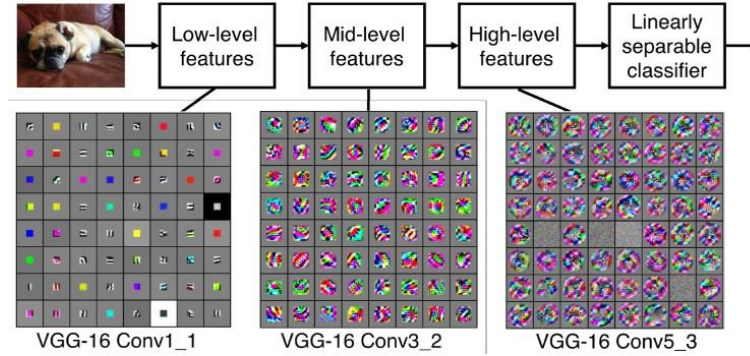 Low-level
features
Mid-level
features
High-level
features
Linearly
separable
classifier
VGG-16 Conv1_1
VGG-16 Conv3_2
VGG-16 Conv5_3